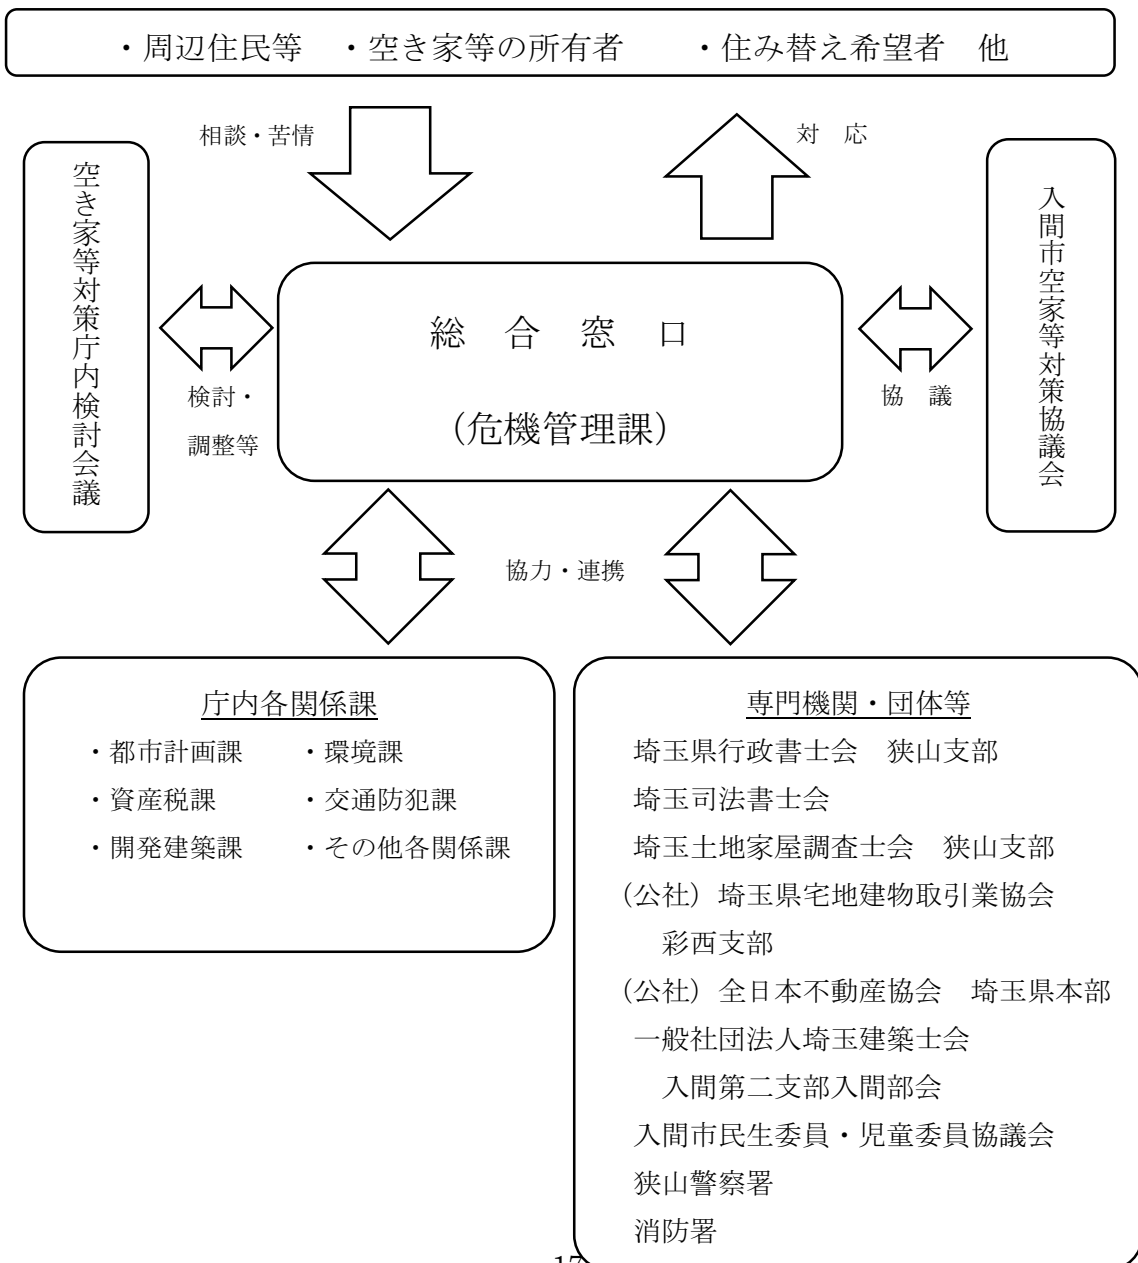 ・周辺住民等　・空き家等の所有者　　・住み替え希望者　他
相談・苦情
対　応
空き家等対策庁内検討会議
入間市空家等対策協議会
総　合　窓　口
（危機管理課）
検討・
調整等
協　議
協力・連携
庁内各関係課
・都市計画課　　・環境課
・資産税課　　　・交通防犯課
・開発建築課　　・その他各関係課
専門機関・団体等
埼玉県行政書士会　狭山支部
埼玉司法書士会
埼玉土地家屋調査士会　狭山支部
（公社）埼玉県宅地建物取引業協会
彩西支部
（公社）全日本不動産協会　埼玉県本部
一般社団法人埼玉建築士会
入間第二支部入間部会
入間市民生委員・児童委員協議会
狭山警察署
消防署
17